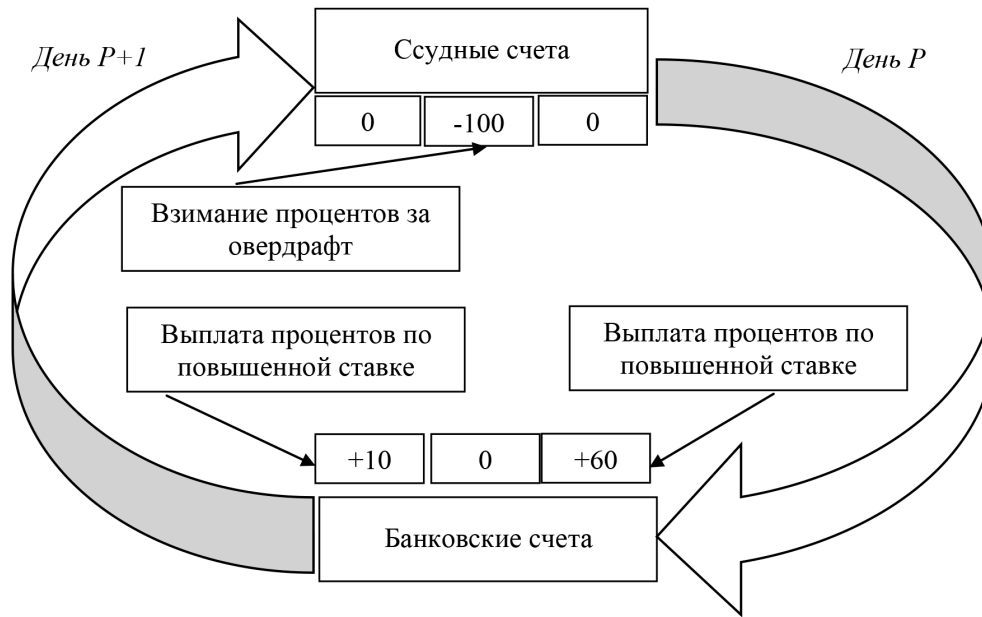 День P+1
Ссудные счета
День P
0
-100
0
Взимание процентов за
овердрафт
Выплата процентов по
повышенной ставке
Выплата процентов по
повышенной ставке
+10
0
+60
Банковские счета